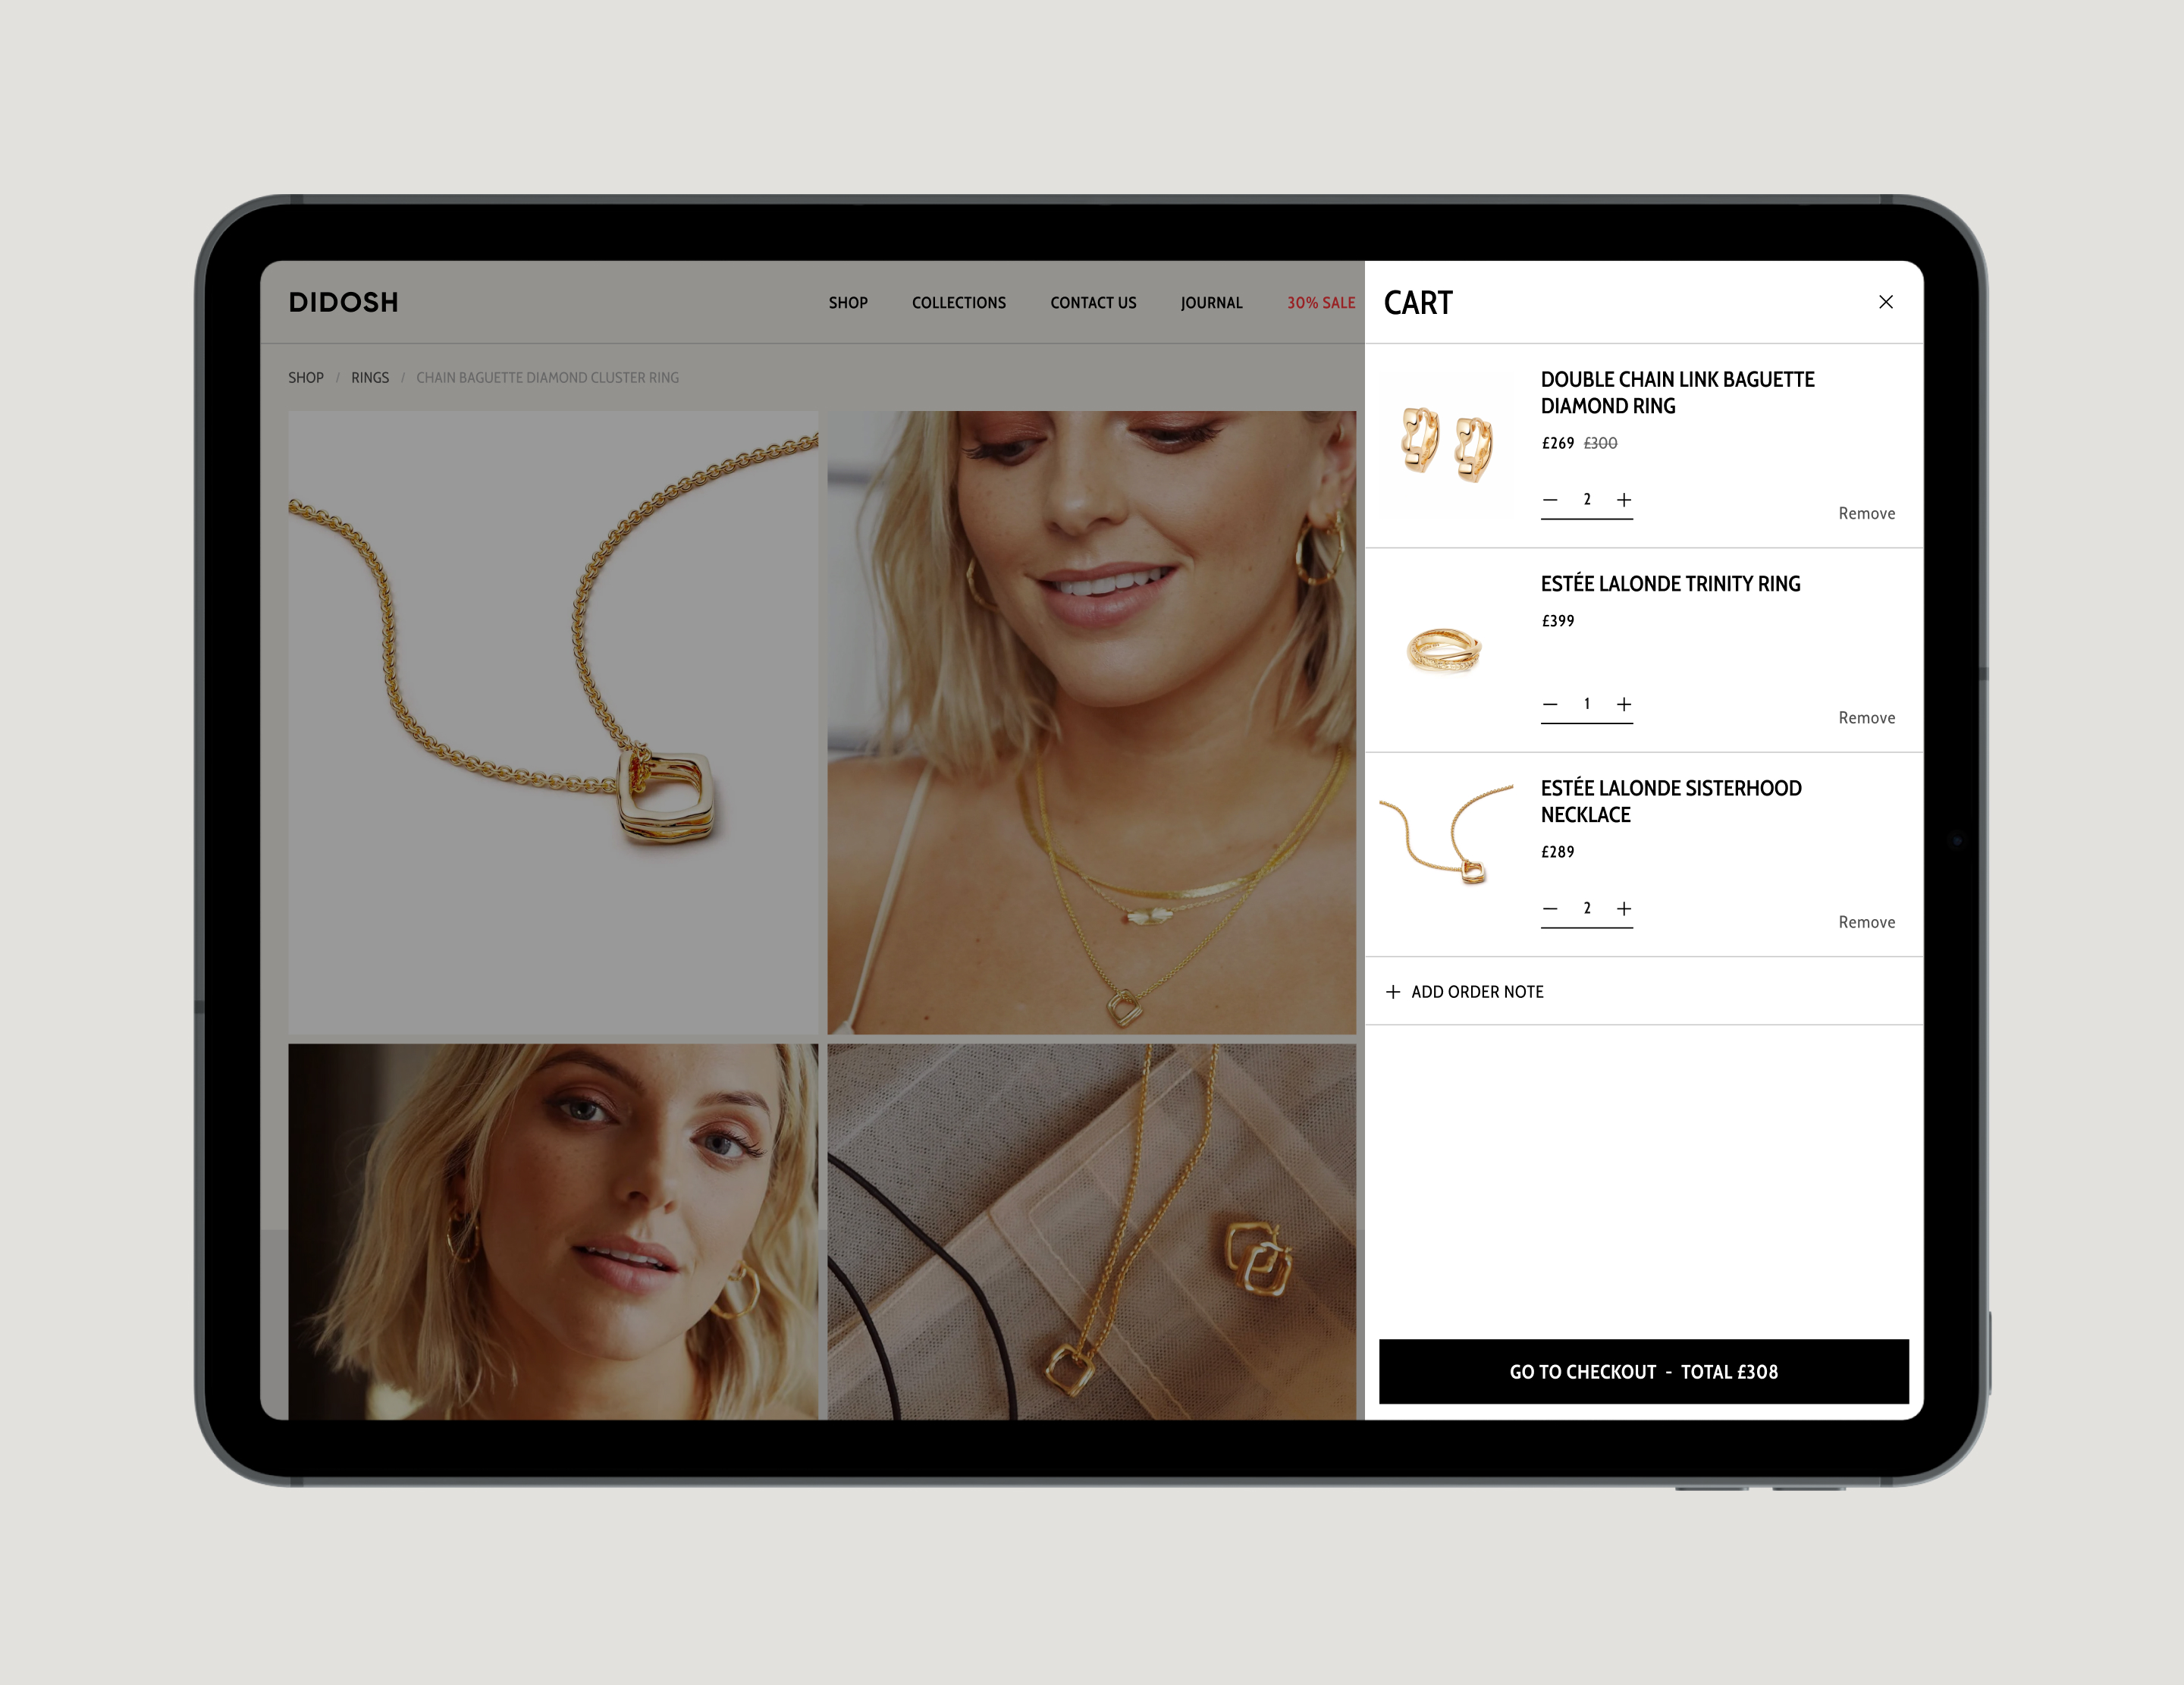 DIDOSH
SHOP COLLECTIONS CONTACT US JOURNAL 30% SALE
SHOP / RINGS / CHAIN BAGUETTE DIAMOND CLUSTER RING
CART
DOUBLE CHAIN LINK BAGUETTE
DIAMOND RING
£269 £300
2
Remove
ESTÉE LALONDE TRINITY RING
£399
1
Remove
ESTÉE LALONDE SISTERHOOD
NECKLACE
£289
2
Remove
ADD ORDER NOTE
GO TO CHECKOUT - TOTAL £308